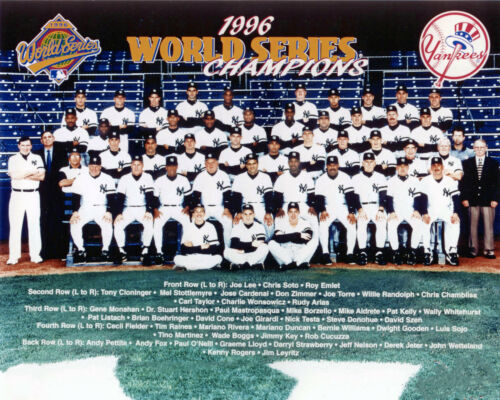 1996
WORLD SERIES
CHAMPIONS
1996
World Series
Yankees
Front Row (L to R): Joe Lee • Chris Soto • Roy Emlet
Second Row (L to R): Tony Cloninger • Mel Stottlemyre • Jose Cardenal • Don Zimmer • Joe Torre • Willie Randolph • Chris Chambliss
Carl Taylor • Charlie Wonsowicz • Rudy Arias
Third Row (L to R): Gene Monahan • Dr. Stuart Hershon • Paul Mastropasqua • Mike Borzello • Mike Aldrete • Pat Kelly • Wally Whitehurst
Pat Listach • Brian Boehringer • David Cone • Joe Girardi • Nick Testa • Steve Donohue • David Szen
Fourth Row (L to R): Cecil Fielder • Tim Raines • Mariano Rivera • Mariano Duncan • Bernie Williams • Dwight Gooden • Luis Sojo
Tino Martinez • Wade Boggs • Jimmy Key • Rob Cucuzza
Back Row (L to R): Andy Pettite • Andy Fox • Paul O'Neill • Graeme Lloyd • Darryl Strawberry • Jeff Nelson • Derek Jeter • John Wetteland
Kenny Rogers • Jim Leyritz